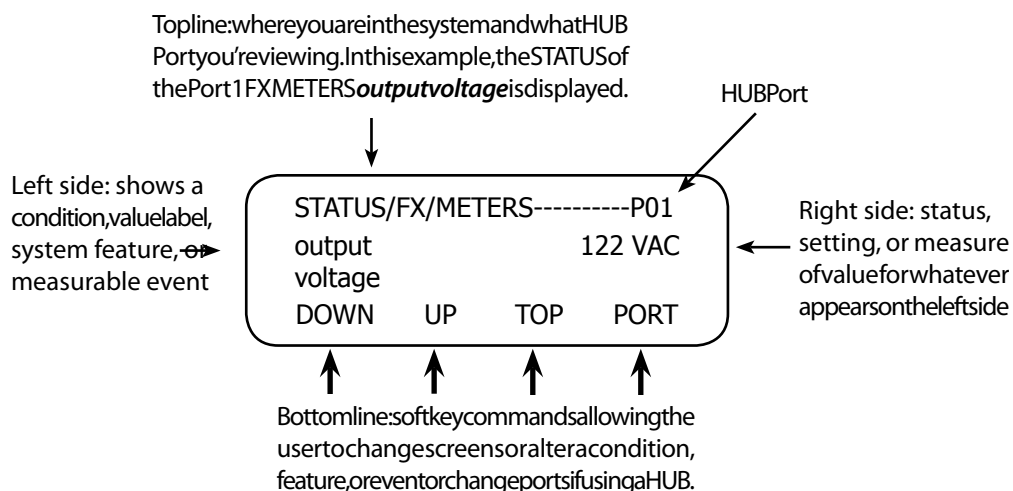 Topline:whereyouareinthesystemandwhatHUB
Portyou'reviewing.Inthisexample,theSTATUSof
thePort1FXMETERSoutputvoltageisdisplayed.
HUBPort
Left side: shows a
condition,valuelabel,
system feature, or
measurable event
STATUS/FX/METERS----------P01
output 122 VAC
voltage
DOWN UP TOP PORT
Right side: status,
setting, or measure
ofvalueforwhatever
appearsontheleftside
Bottomline:softkeycommandsallowingthe
usertochangescreensoralteracondition,
feature,oreventorchangeportsifusingaHUB.